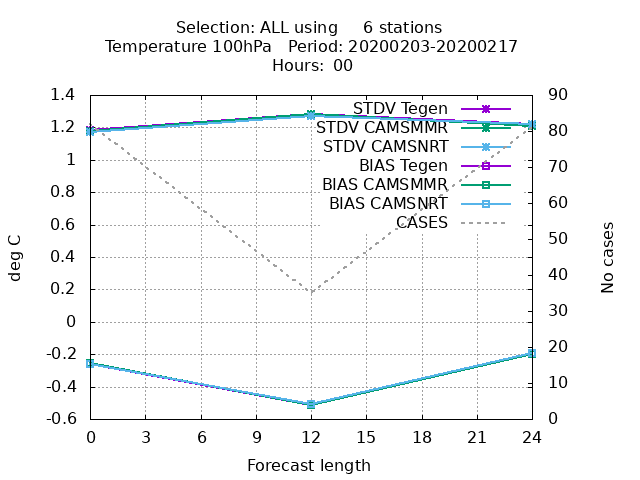 Selection: ALL using     6 stations
Temperature 100hPa   Period: 20200203-20200217
Hours:  00
1.4
1.2
1
0.8
0.6
0.4
0.2
0
-0.2
-0.4
-0.6
deg C
90
80
70
60
50
40
30
20
10
0
No cases
STDV Tegen
STDV CAMSMMR
STDV CAMSNRT
BIAS Tegen
BIAS CAMSMMR
BIAS CAMSNRT
CASES
0 3 6 9 12 15 18 21 24
Forecast length